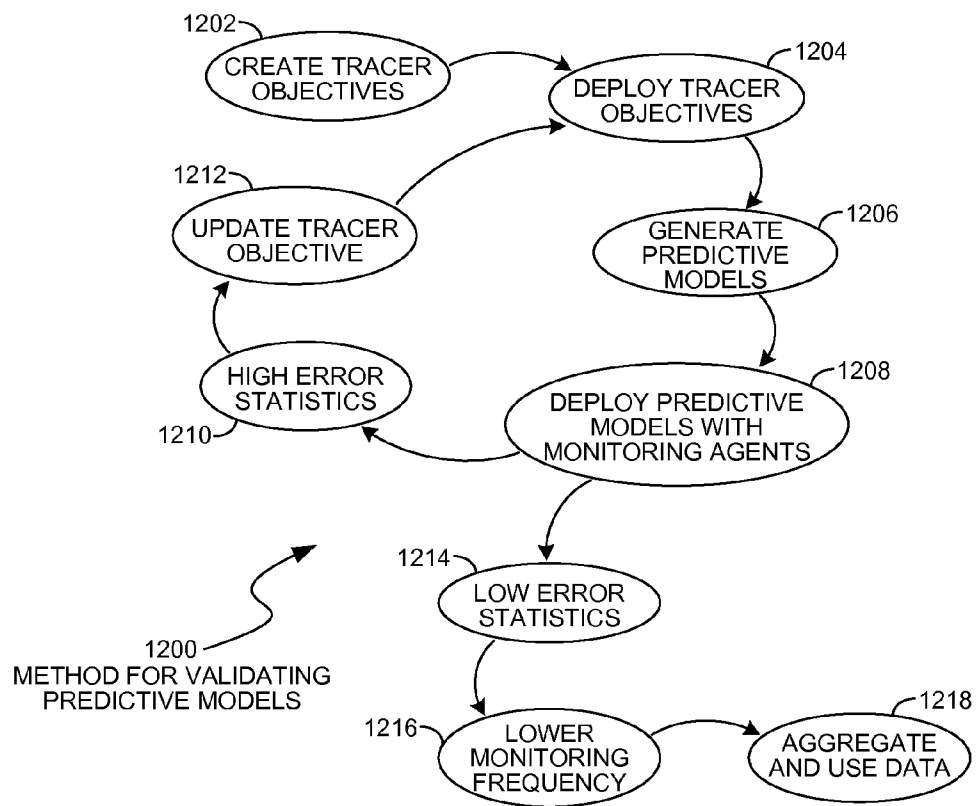 1202
CREATE TRACER
OBJECTIVES
1204
DEPLOY TRACER
OBJECTIVES
1212
UPDATE TRACER
OBJECTIVE
1206
GENERATE
PREDICTIVE
MODELS
HIGH ERROR
STATISTICS
1210
1208
DEPLOY PREDICTIVE
MODELS WITH
MONITORING AGENTS
1214
LOW ERROR
STATISTICS
1200
METHOD FOR VALIDATING
PREDICTIVE MODELS
1216
LOWER
MONITORING
FREQUENCY
1218
AGGREGATE
AND USE DATA